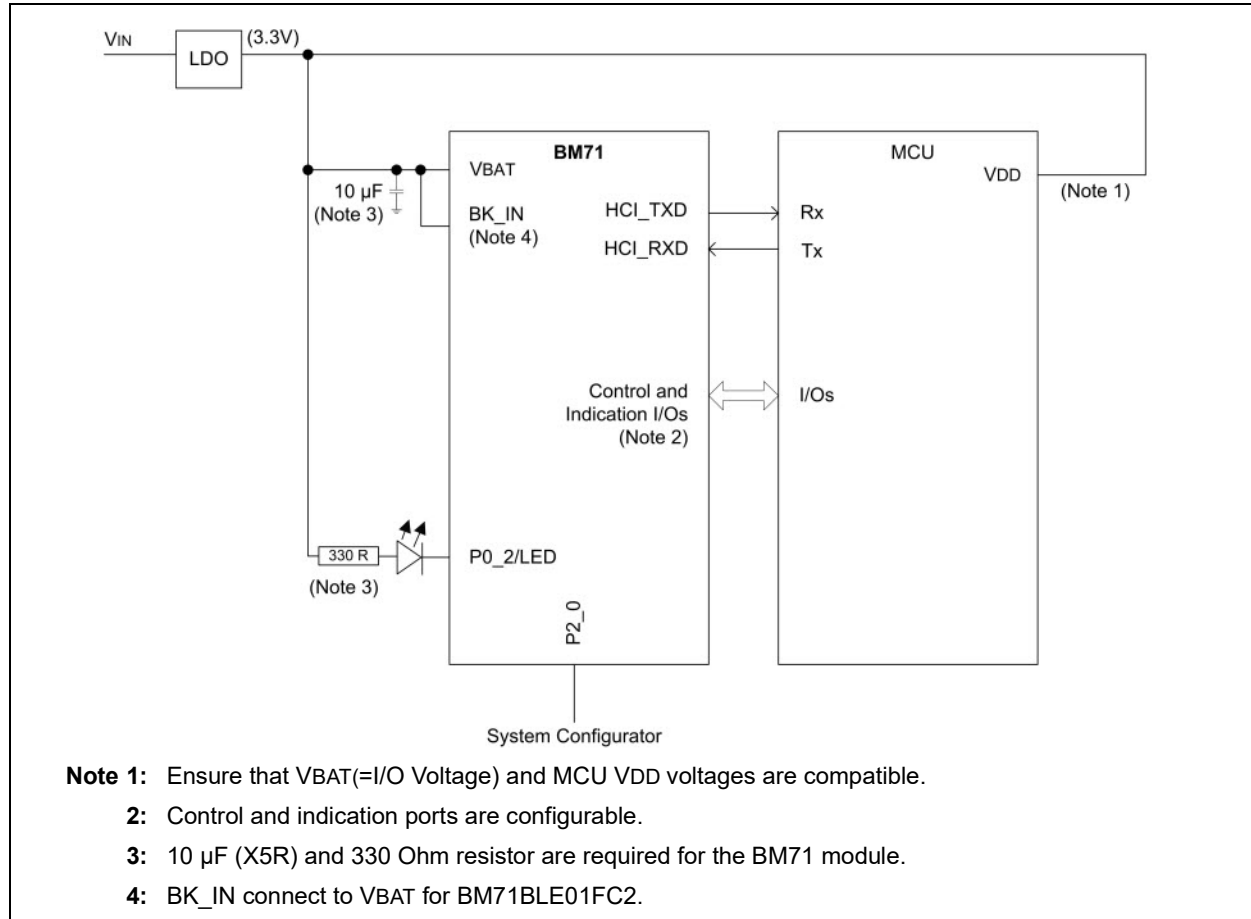 VIN
LDO
(3.3V)
BM71
MCU
VBAT
VDD
10 µF
(Note 3)
(Note 1)
BK_IN
(Note 4)
HCI_TXD
Rx
HCI_RXD
Tx
Control and
Indication I/Os
(Note 2)
I/Os
330 R
(Note 3)
P0_2/LED
P2_0
System Configurator
Note 1: Ensure that VBAT(=I/O Voltage) and MCU VDD voltages are compatible.
2: Control and indication ports are configurable.
3: 10 µF (X5R) and 330 Ohm resistor are required for the BM71 module.
4: BK_IN connect to VBAT for BM71BLE01FC2.